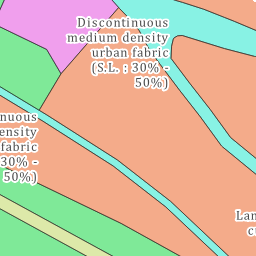 Discontinuous
medium density
urban fabric
(S.L. : 30% -
50%)
nuous
ensity
fabric
30% -
50%)
Lan
c